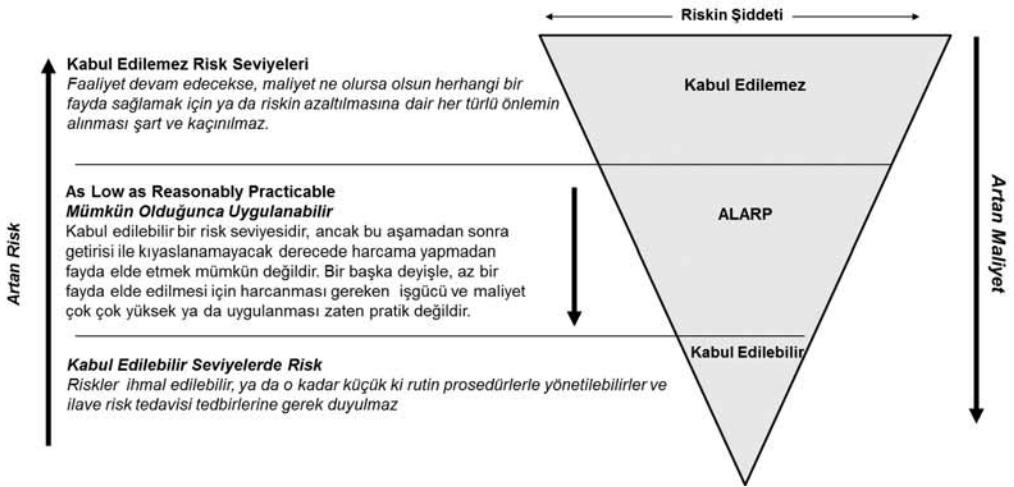 Riskin Şiddeti
Kabul Edilemez Risk Seviyeleri
Faaliyet devam edecekse, maliyet ne olursa olsun herhangi bir
fayda sağlamak için ya da riskin azaltılmasına dair her türlü önlemin
alınması şart ve kaçınılmaz.
Kabul Edilemez
As Low as Reasonably Practicable
Mümkün Olduğunca Uygulanabilir
Kabul edilebilir bir risk seviyesidir, ancak bu aşamadan sonra
getirisi ile kıyaslanamayacak derecede harcama yapmadan
fayda elde etmek mümkün değildir. Bir başka deyişle, az bir
fayda elde edilmesi için harcanması gereken işgücü ve maliyet
çok çok yüksek ya da uygulanması zaten pratik değildir.
ALARP
Kabul Edilebilir Seviyelerde Risk
Riskler ihmal edilebilir, ya da o kadar küçük ki rutin prosedürlerle yönetilebilirler ve
ilave risk tedavisi tedbirlerine gerek duyulmaz
Kabul Edilebilir
Artan Risk
Artan Maliyet